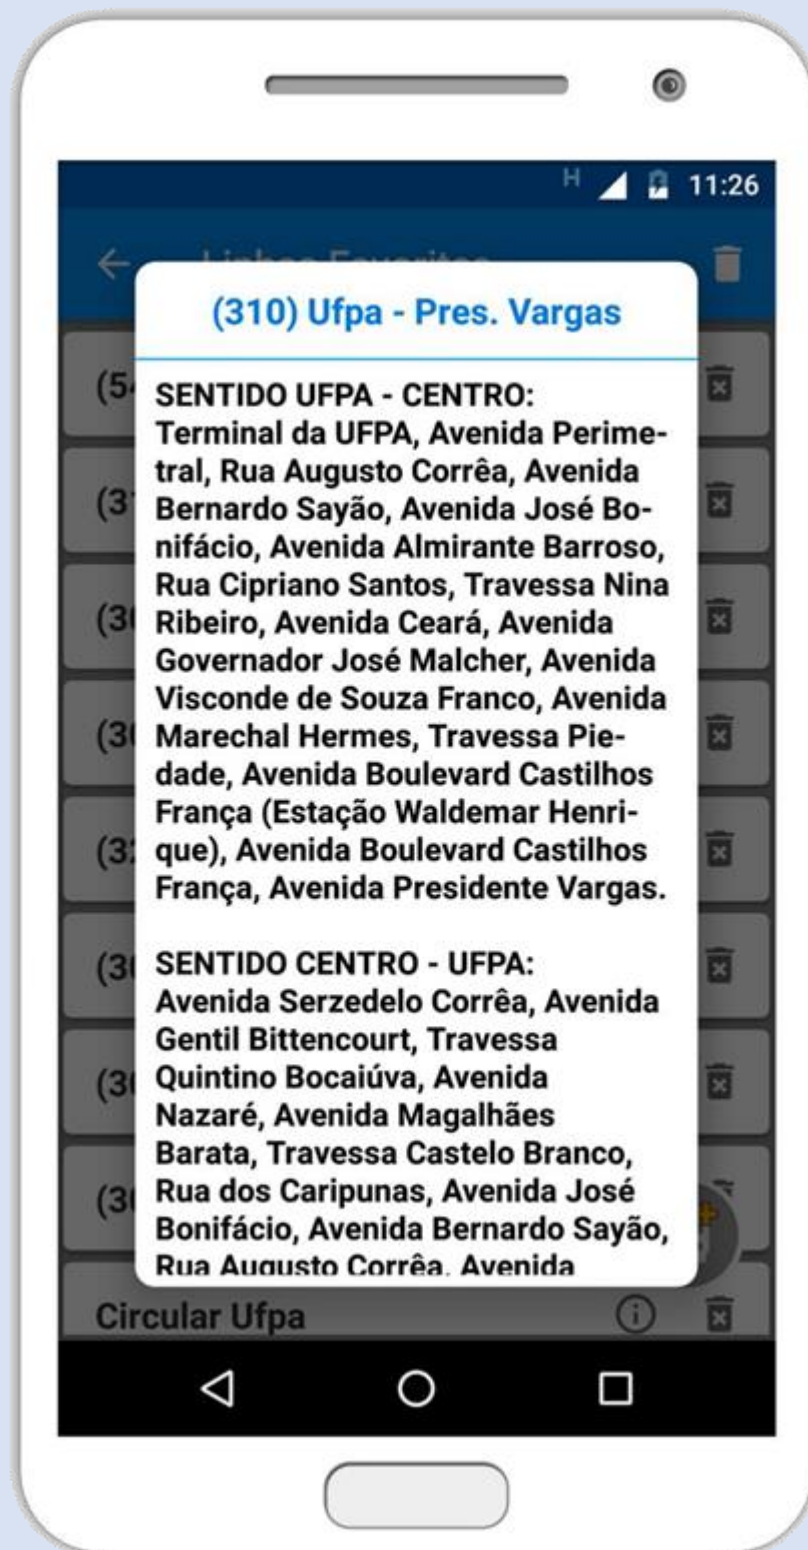 H 11:26
Linhas Favoritas
(310) Ufpa - Pres. Vargas
SENTIDO UFPA - CENTRO:
Terminal da UFPA, Avenida Perime-
tral, Rua Augusto Corrêa, Avenida
Bernardo Sayão, Avenida José Bo-
nifácio, Avenida Almirante Barroso,
Rua Cipriano Santos, Travessa Nina
Ribeiro, Avenida Ceará, Avenida
Governador José Malcher, Avenida
Visconde de Souza Franco, Avenida
Marechal Hermes, Travessa Pie-
dade, Avenida Boulevard Castilhos
França (Estação Waldemar Henri-
que), Avenida Boulevard Castilhos
França, Avenida Presidente Vargas.
SENTIDO CENTRO - UFPA:
Avenida Serzedelo Corrêa, Avenida
Gentil Bittencourt, Travessa
Quintino Bocaiúva, Avenida
Nazaré, Avenida Magalhães
Barata, Travessa Castelo Branco,
Rua dos Caripunas, Avenida José
Bonifácio, Avenida Bernardo Sayão,
Rua Augusto Corrêa, Avenida
Circular Ufpa